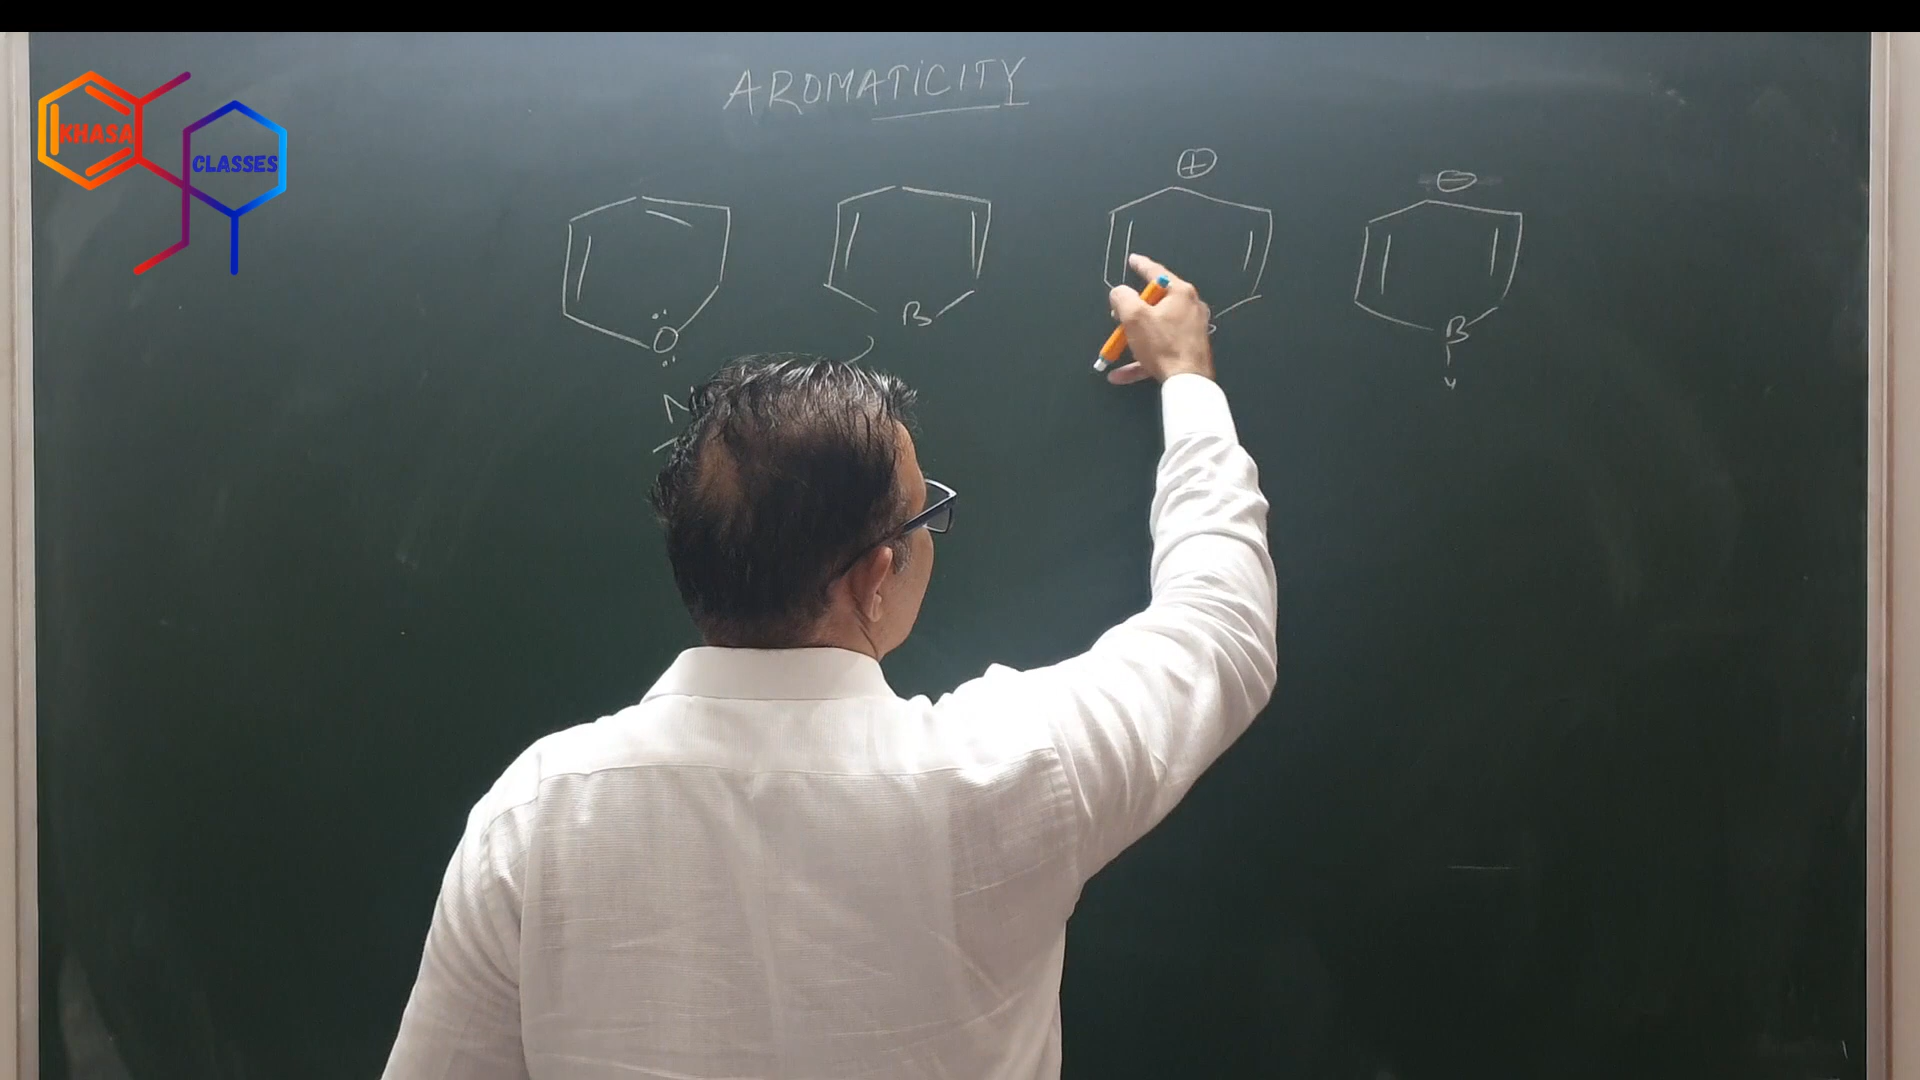 AROMATICITY
KHASA
CLASSES
⊕
⊖
O
B
B
N